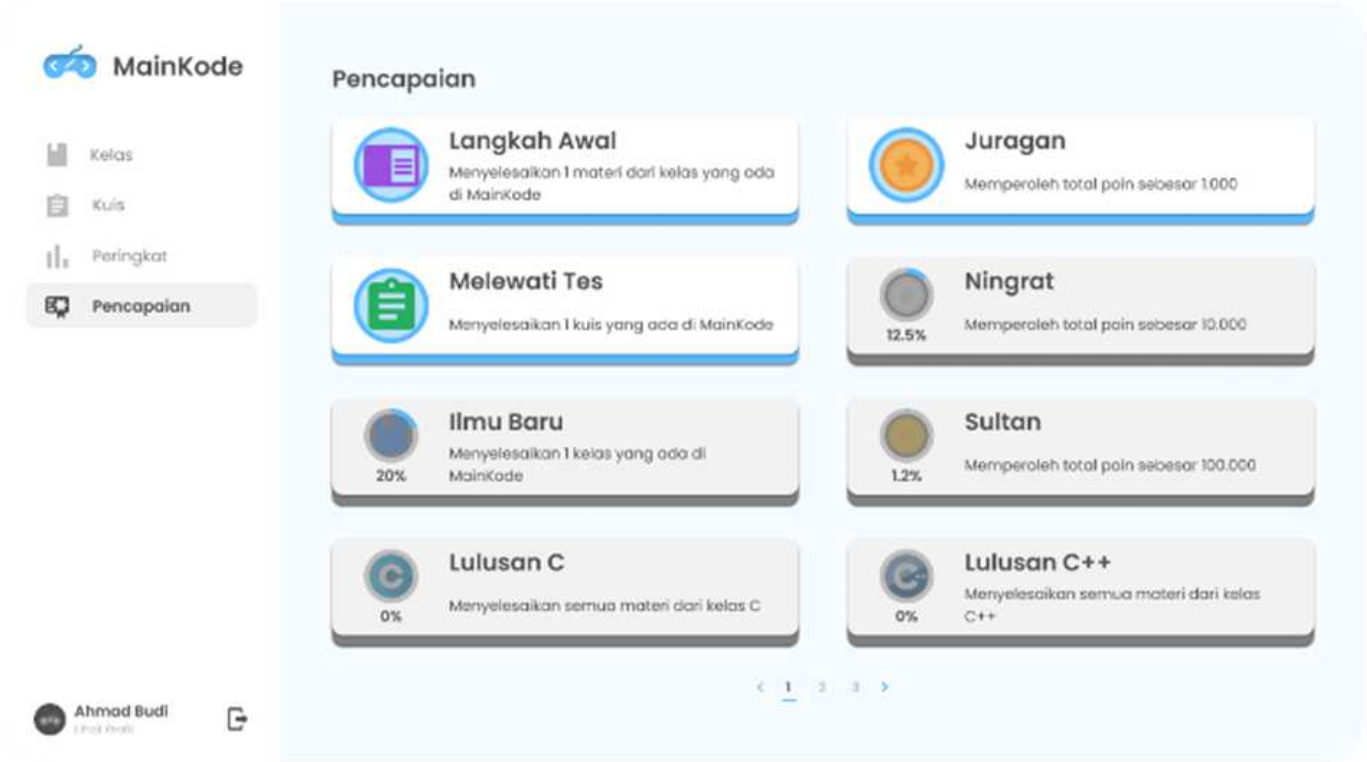 MainKode
Kelas
Kuis
Peringkat
Pencapaian
Ahmad Budi
Lihat Profil
Pencapaian
Langkah Awal
Menyelesaikan 1 materi dari kelas yang ada
di MainKode
Juragan
Memperoleh total poin sebesar 1.000
Melewati Tes
Menyelesaikan 1 kuis yang ada di MainKode
Ningrat
Memperoleh total poin sebesar 10.000
12.5%
Ilmu Baru
Menyelesaikan 1 kelas yang ada di
MainKode
20%
Sultan
Memperoleh total poin sebesar 100.000
1.2%
Lulusan C
Menyelesaikan semua materi dari kelas C
0%
Lulusan C++
Menyelesaikan semua materi dari kelas
C++
0%
< 1 2 3 >